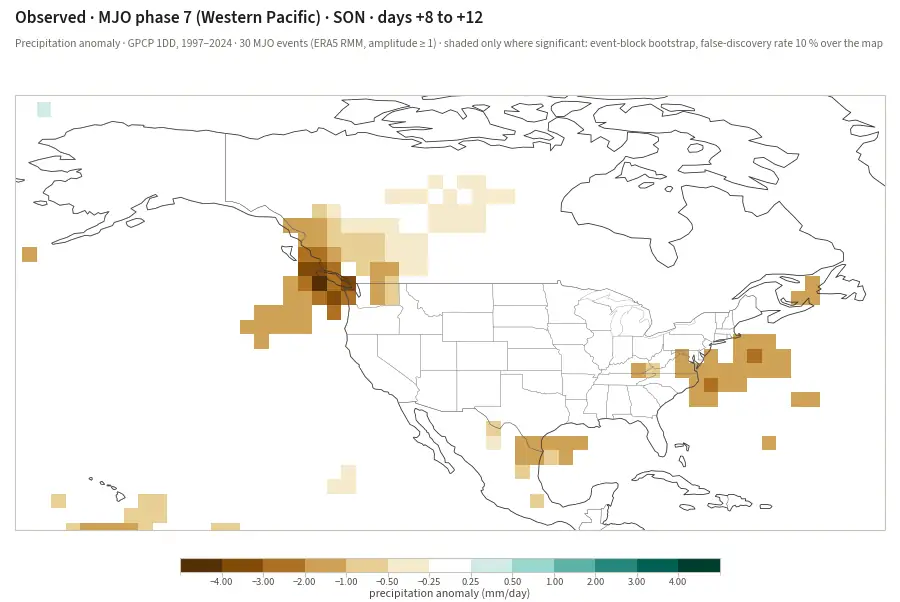 Observed · MJO phase 7 (Western Pacific) · SON · days +8 to +12
Precipitation anomaly · GPCP 1DD, 1997–2024 · 30 MJO events (ERA5 RMM, amplitude ≥ 1) · shaded only where significant: event-block bootstrap, false-discovery rate 10 % over the map
−4.00 −3.00 −2.00 −1.00 −0.50 −0.25 0.25 0.50 1.00 2.00 3.00 4.00
precipitation anomaly (mm/day)